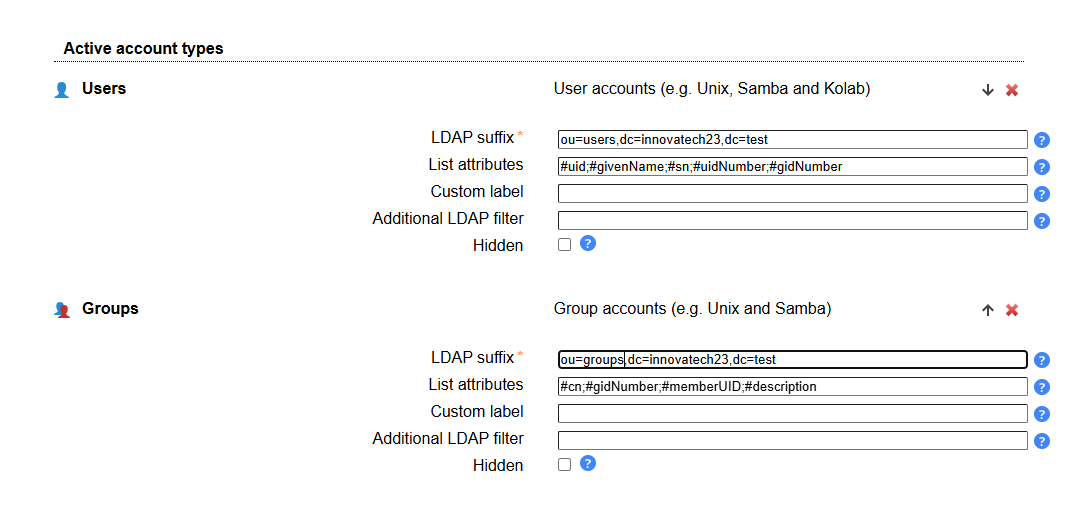 Active account types
Users User accounts (e.g. Unix, Samba and Kolab)
LDAP suffix* ou=users,dc=innovatech23,dc=test ?
List attributes #uid;#givenName;#sn;#uidNumber;#gidNumber ?
Custom label ?
Additional LDAP filter ?
Hidden ?
Groups Group accounts (e.g. Unix and Samba)
LDAP suffix* ou=groups,dc=innovatech23,dc=test ?
List attributes #cn;#gidNumber;#memberUID;#description ?
Custom label ?
Additional LDAP filter ?
Hidden ?